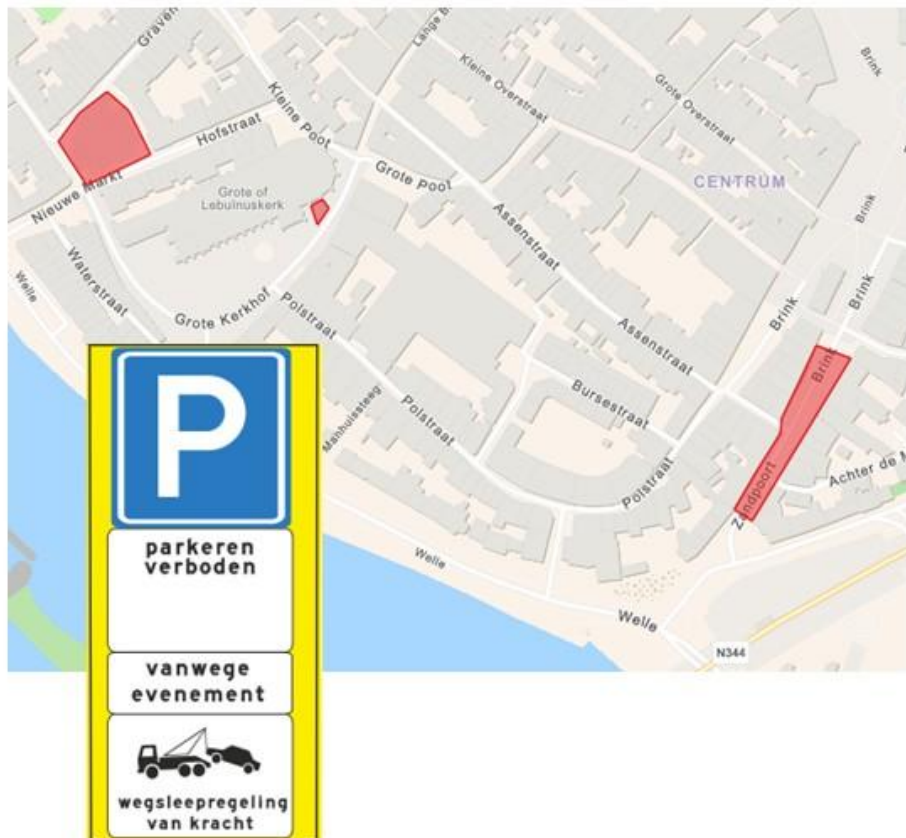 Graven
Lange B
Kleine Poot
Hofstraat
Nieuwe Markt
Grote of
Lebuïnuskerk
Grote Poot
Kleine Overstraat
Grote Overstraat
Brink
CENTRUM
Brink
Brink
Brink
Brink
Assenstraat
Assenstraat
Waterstraat
Welle
Grote Kerkhof
Polstraat
Polstraat
Polstraat
Manhuissteeg
Bursestraat
Zandpoort
Achter de M
Welle
Welle
N344
P
parkeren
verboden
vanwege
evenement
wegsleepregeling
van kracht